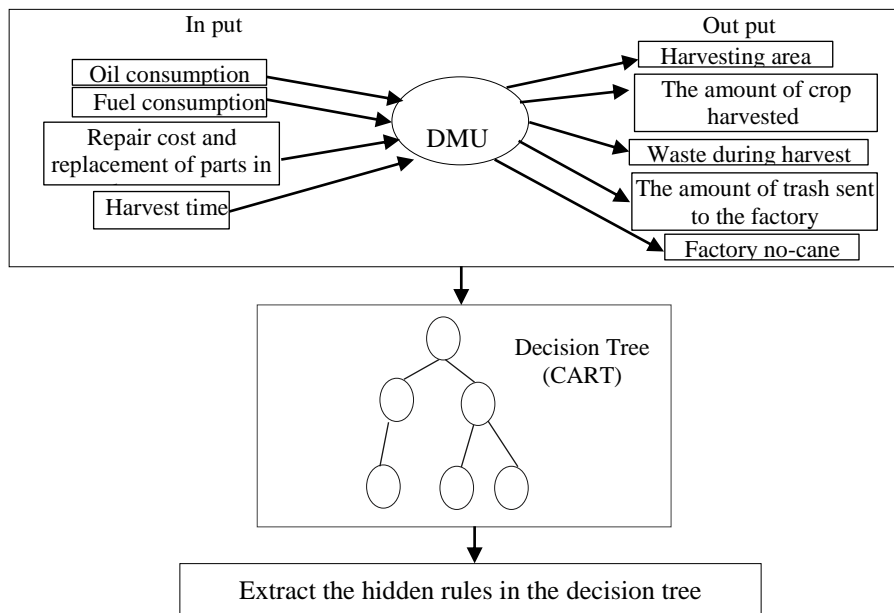 In put
Out put
Oil consumption
Fuel consumption
Repair cost and
replacement of parts in
Harvest time
DMU
Harvesting area
The amount of crop
harvested
Waste during harvest
The amount of trash sent
to the factory
Factory no-cane
Decision Tree
(CART)
Extract the hidden rules in the decision tree